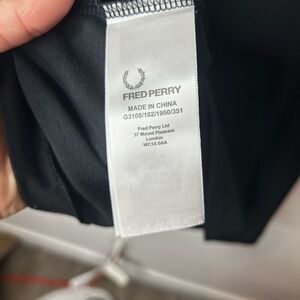 FRED PERRY
MADE IN CHINA
G3108/102/1950/351
Fred Perry Ltd
37 Mount Pleasant
London
WC1X 0AA